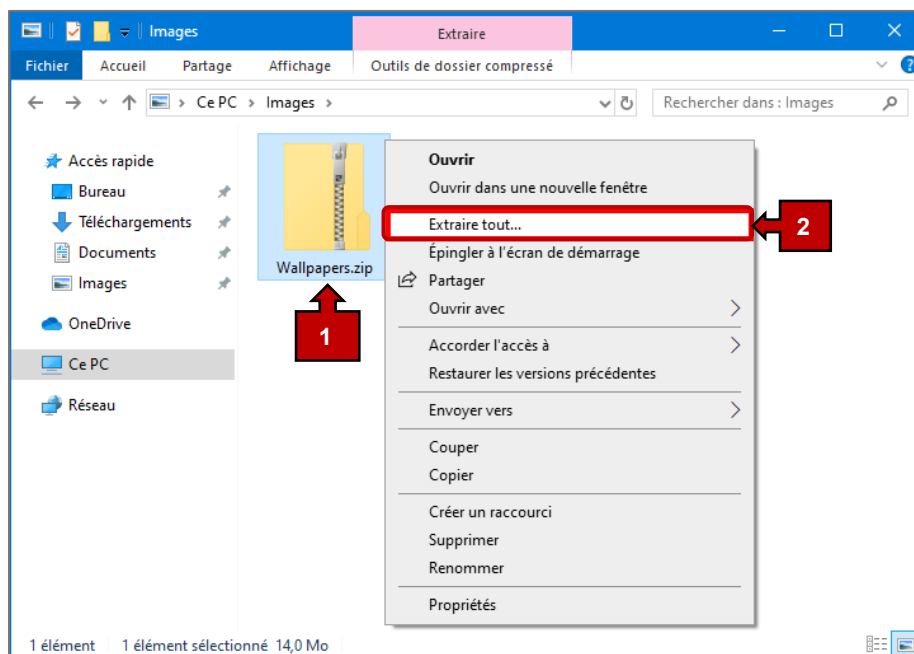 Images
Extraire
Fichier
Accueil
Partage
Affichage
Outils de dossier compressé
?
Ce PC > Images >
Rechercher dans : Images
Accès rapide
Bureau
Téléchargements
Documents
Images
OneDrive
Ce PC
Réseau
Wallpapers.zip
1
Ouvrir
Ouvrir dans une nouvelle fenêtre
Extraire tout...
2
Épingler à l'écran de démarrage
Partager
Ouvrir avec
Accorder l'accès à
Restaurer les versions précédentes
Envoyer vers
Couper
Copier
Créer un raccourci
Supprimer
Renommer
Propriétés
1 élément
1 élément sélectionné 14,0 Mo